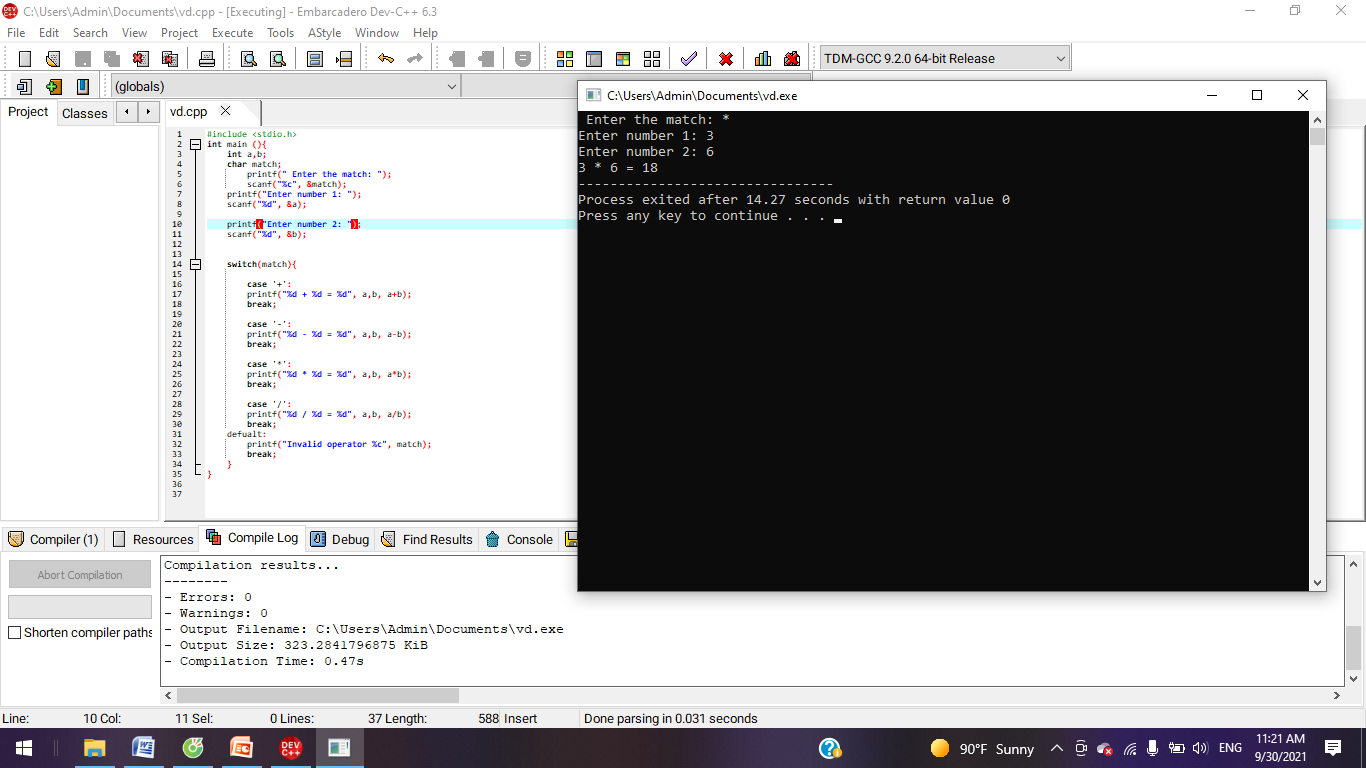 C:\Users\Admin\Documents\vd.cpp - [Executing] - Embarcadero Dev-C++ 6.3
File Edit Search View Project Execute Tools AStyle Window Help
TDM-GCC 9.2.0 64-bit Release
(globals)
Project Classes
vd.cpp
1 #include <stdio.h>
2 int main (){
3 int a,b;
4 char match;
5 printf(" Enter the match: ");
6 scanf("%c", &match);
7 printf("Enter number 1: ");
8 scanf("%d", &a);
9
10 printf("Enter number 2: ");
11 scanf("%d", &b);
12
13
14 switch(match){
15
16 case '+':
17 printf("%d + %d = %d", a,b, a+b);
18 break;
19
20 case '-':
21 printf("%d - %d = %d", a,b, a-b);
22 break;
23
24 case '*':
25 printf("%d * %d = %d", a,b, a*b);
26 break;
27
28 case '/':
29 printf("%d / %d = %d", a,b, a/b);
30 break;
31 defualt:
32 printf("Invalid operator %c", match);
33 break;
34 }
35 }
36
37
C:\Users\Admin\Documents\vd.exe
Enter the match: *
Enter number 1: 3
Enter number 2: 6
3 * 6 = 18
--------------------------------
Process exited after 14.27 seconds with return value 0
Press any key to continue . . .
Compiler (1) Resources Compile Log Debug Find Results Console
Abort Compilation
Shorten compiler paths
Compilation results...
--------
- Errors: 0
- Warnings: 0
- Output Filename: C:\Users\Admin\Documents\vd.exe
- Output Size: 323.2841796875 KiB
- Compilation Time: 0.47s
Line: 10 Col: 11 Sel: 0 Lines: 37 Length: 588 Insert Done parsing in 0.031 seconds
DEV C++
90°F Sunny
ENG
11:21 AM
9/30/2021